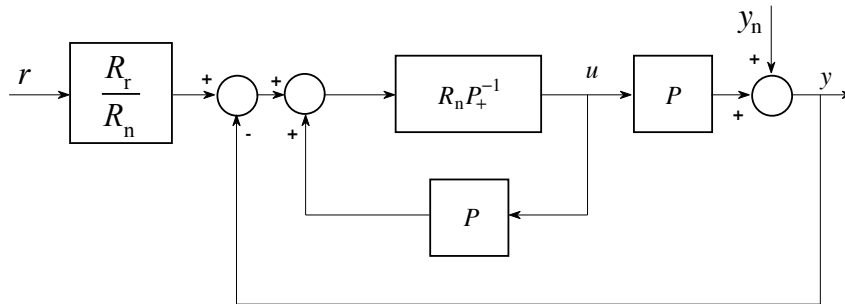 y_n
r
R_r
R_n
+
-
+
+
R_n P_+^{-1}
u
P
+
+
y
P